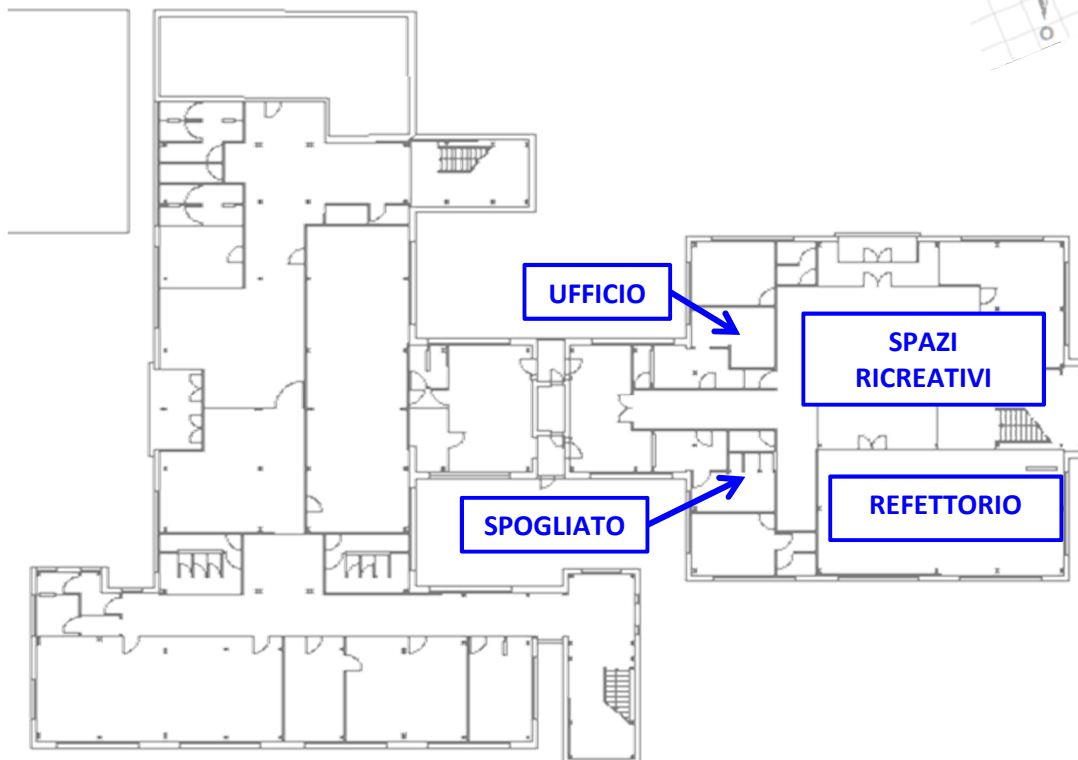 O
UFFICIO
SPAZI
RICREATIVI
SPOGLIATO
REFETTORIO